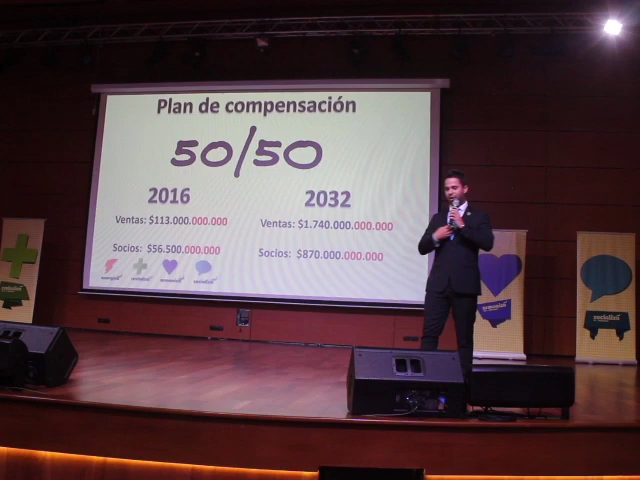 Plan de compensación
50/50
2016
2032
Ventas: $113.000.000.000
Ventas: $1.740.000.000.000
Socios: $56.500.000.000
Socios: $870.000.000.000
socializa